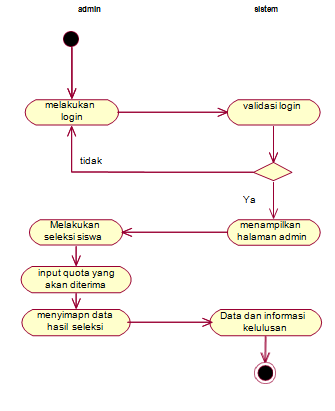 admin
sistem
melakukan
login
validasi login
tidak
Ya
Melakukan
seleksi siswa
menampilkan
halaman admin
input quota yang
akan diterima
menyimapn data
hasil seleksi
Data dan informasi
kelulusan